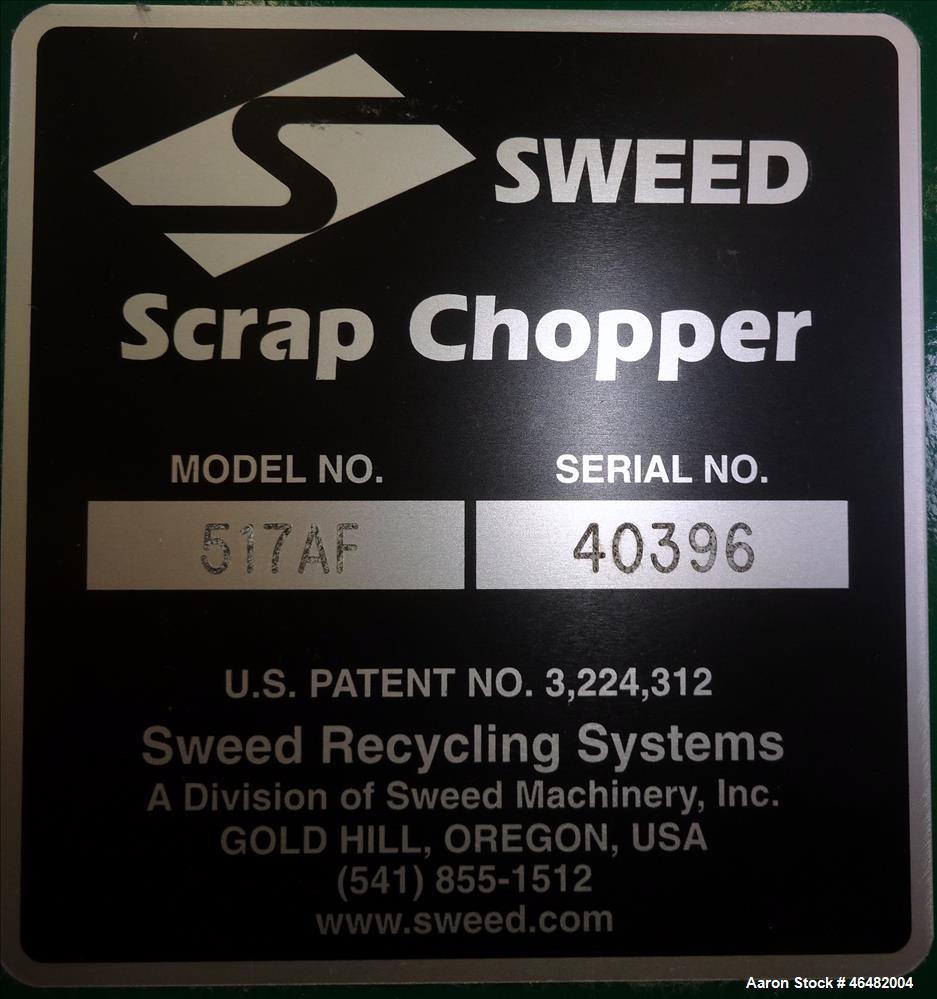 SWEED
Scrap Chopper
MODEL NO. SERIAL NO.
517AF 40396
U.S. PATENT NO. 3,224,312
Sweed Recycling Systems
A Division of Sweed Machinery, Inc.
GOLD HILL, OREGON, USA
(541) 855-1512
www.sweed.com
Aaron Stock # 46482004